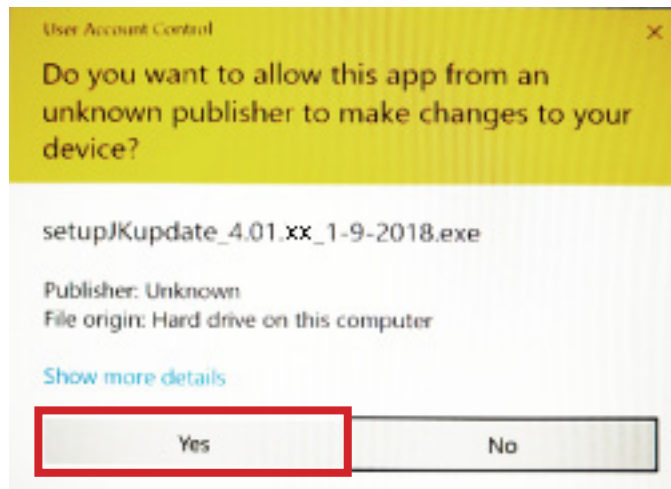 User Account Control
Do you want to allow this app from an
unknown publisher to make changes to your
device?
setupJKupdate_4.01.xx_1-9-2018.exe
Publisher: Unknown
File origin: Hard drive on this computer
Show more details
Yes
No